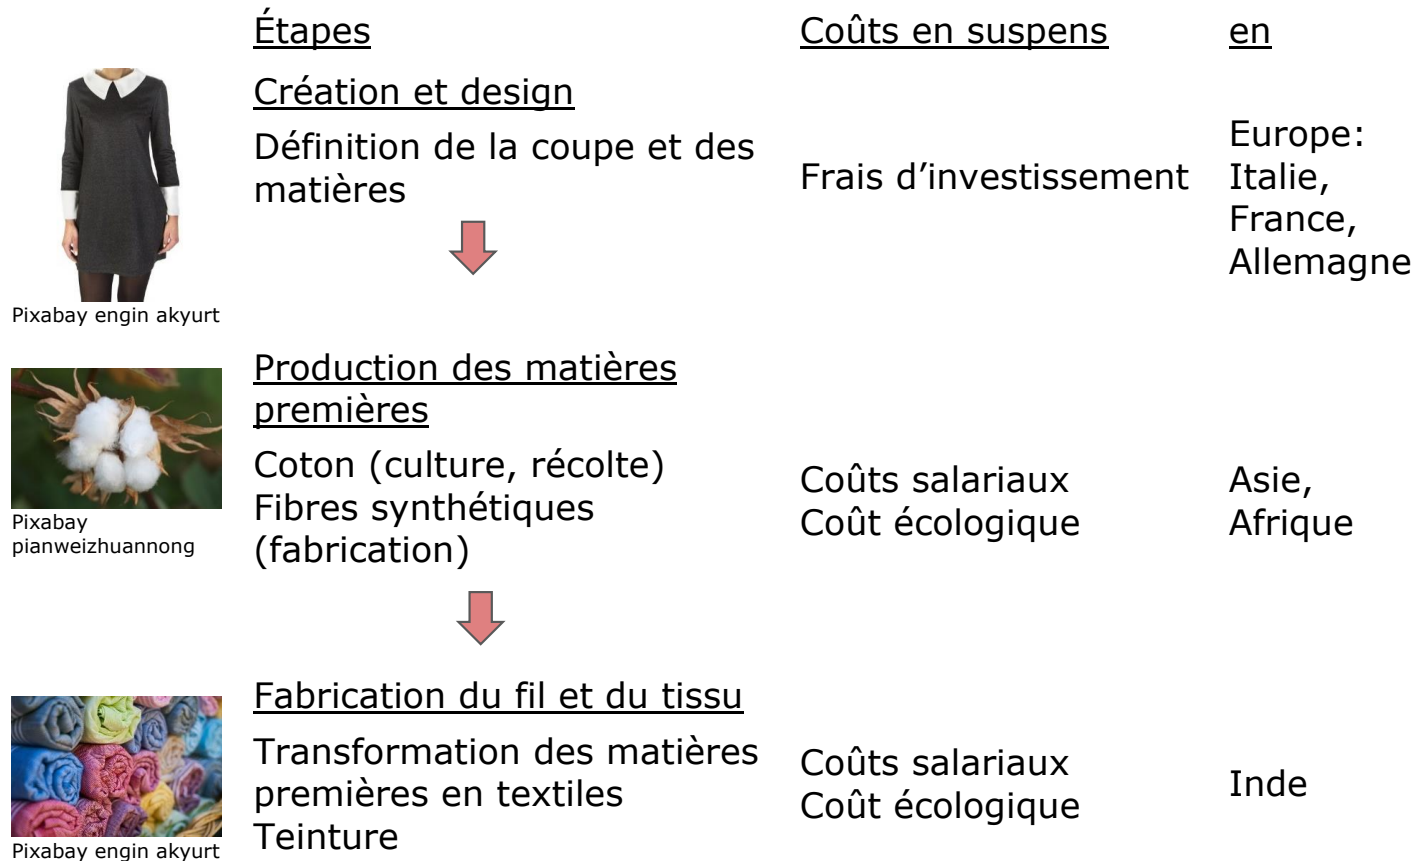 Étapes
Coûts en suspens
en
Création et design
Définition de la coupe et des
matières
Frais d’investissement
Europe:
Italie,
France,
Allemagne
Pixabay engin akyurt
Production des matières
premières
Coton (culture, récolte)
Fibres synthétiques
(fabrication)
Coûts salariaux
Coût écologique
Asie,
Afrique
Pixabay
pianweizhuannong
Fabrication du fil et du tissu
Transformation des matières
premières en textiles
Teinture
Coûts salariaux
Coût écologique
Inde
Pixabay engin akyurt